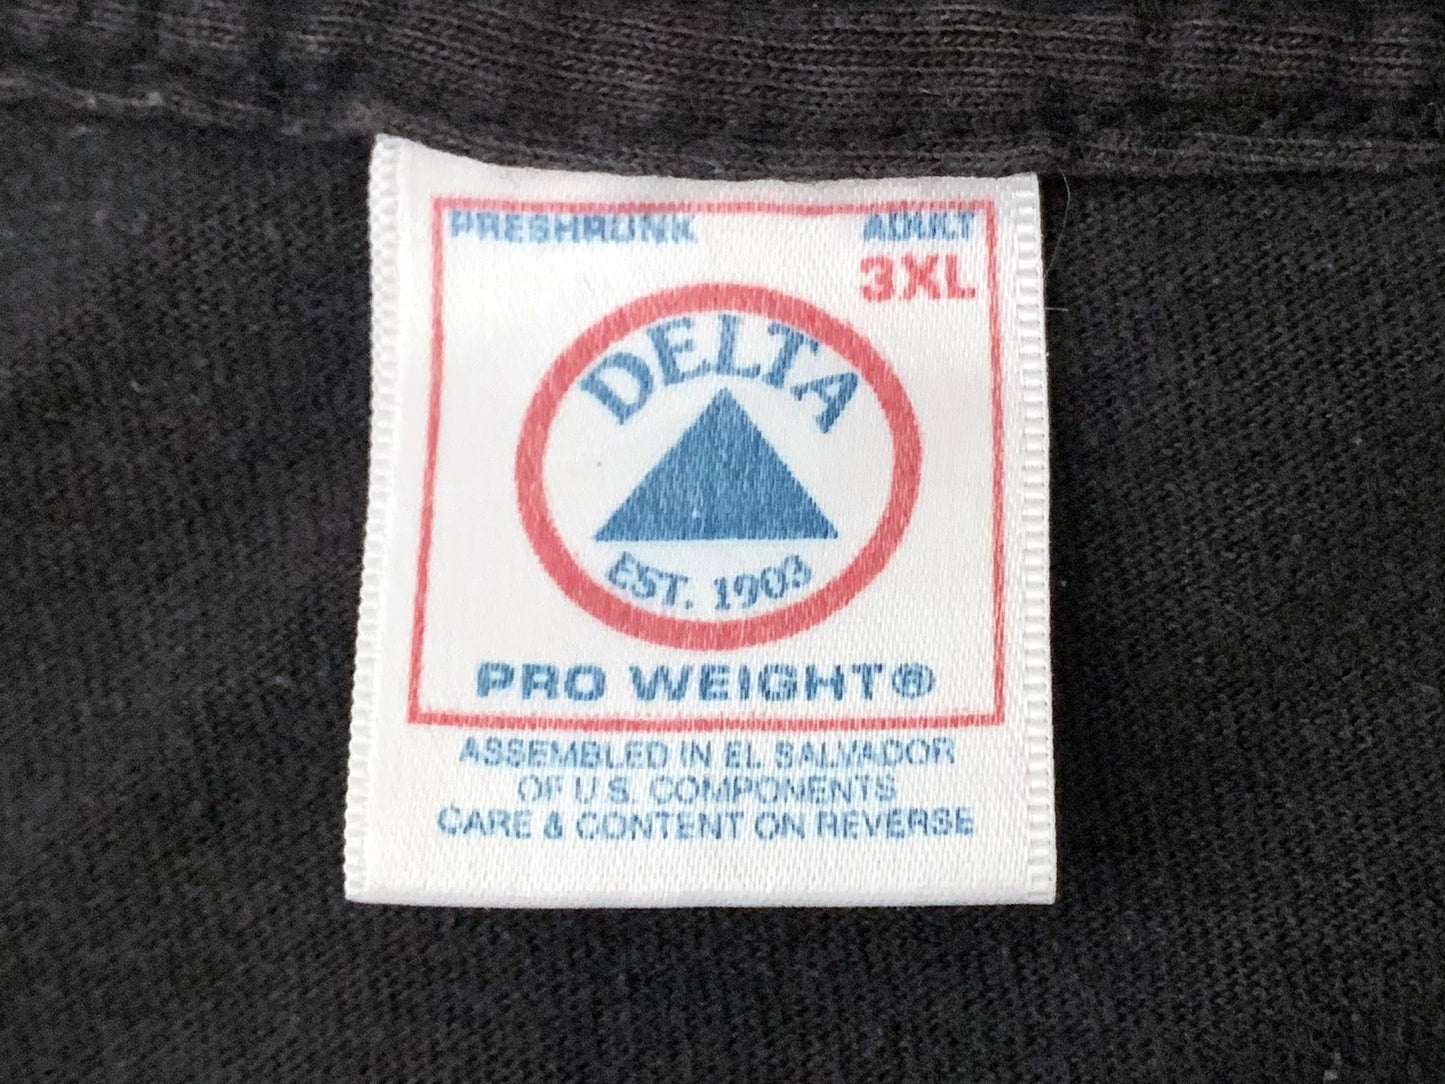 PRESHRUNK ADULT
3XL
DELTA
EST. 1903
PRO WEIGHT®
ASSEMBLED IN EL SALVADOR
OF U.S. COMPONENTS
CARE & CONTENT ON REVERSE